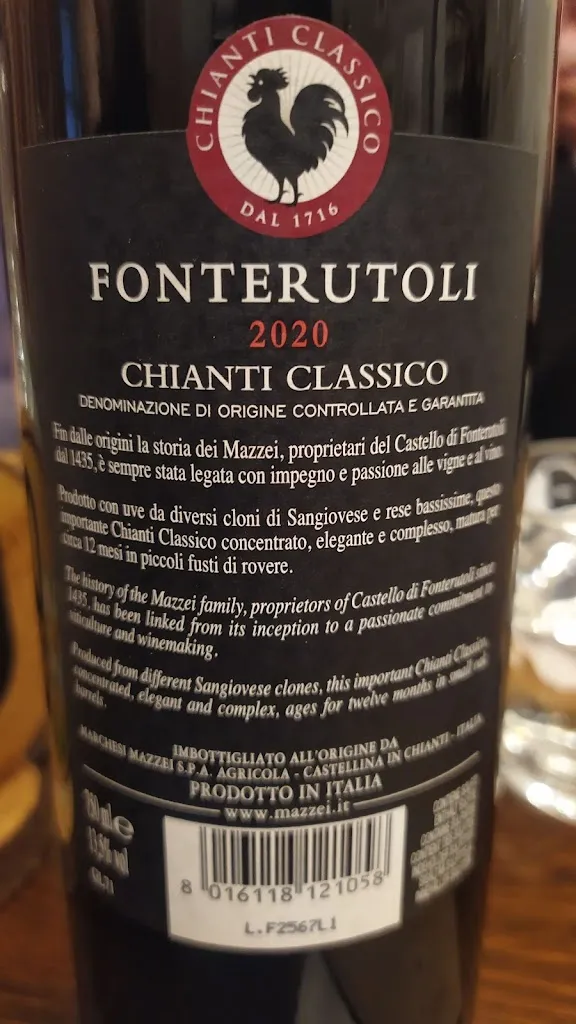 CHIANTI CLASSICO
DAL 1716
FONTERUTOLI
2020
CHIANTI CLASSICO
DENOMINAZIONE DI ORIGINE CONTROLLATA E GARANTITA
Fin dalle origini la storia dei Mazzei, proprietari del Castello di Fonterutoli
dal 1435, è sempre stata legata con impegno e passione alle vigne e al vino.
Prodotto con uve da diversi cloni di Sangiovese e rese bassissime, questo
importante Chianti Classico concentrato, elegante e complesso, matura per
circa 12 mesi in piccoli fusti di rovere.
The history of the Mazzei family, proprietors of Castello di Fonterutoli since
1435, has been linked from its inception to a passionate commitment to
viticulture and winemaking.
Produced from different Sangiovese clones, this important Chianti Classico,
concentrated, elegant and complex, ages for twelve months in small oak
barrels.
IMBOTTIGLIATO ALL'ORIGINE DA
MARCHESI MAZZEI S.P.A. AGRICOLA - CASTELLINA IN CHIANTI - ITALIA
PRODOTTO IN ITALIA
www.mazzei.it
750 ml e
13,5% vol
8 016118 121058
L.F2567L1